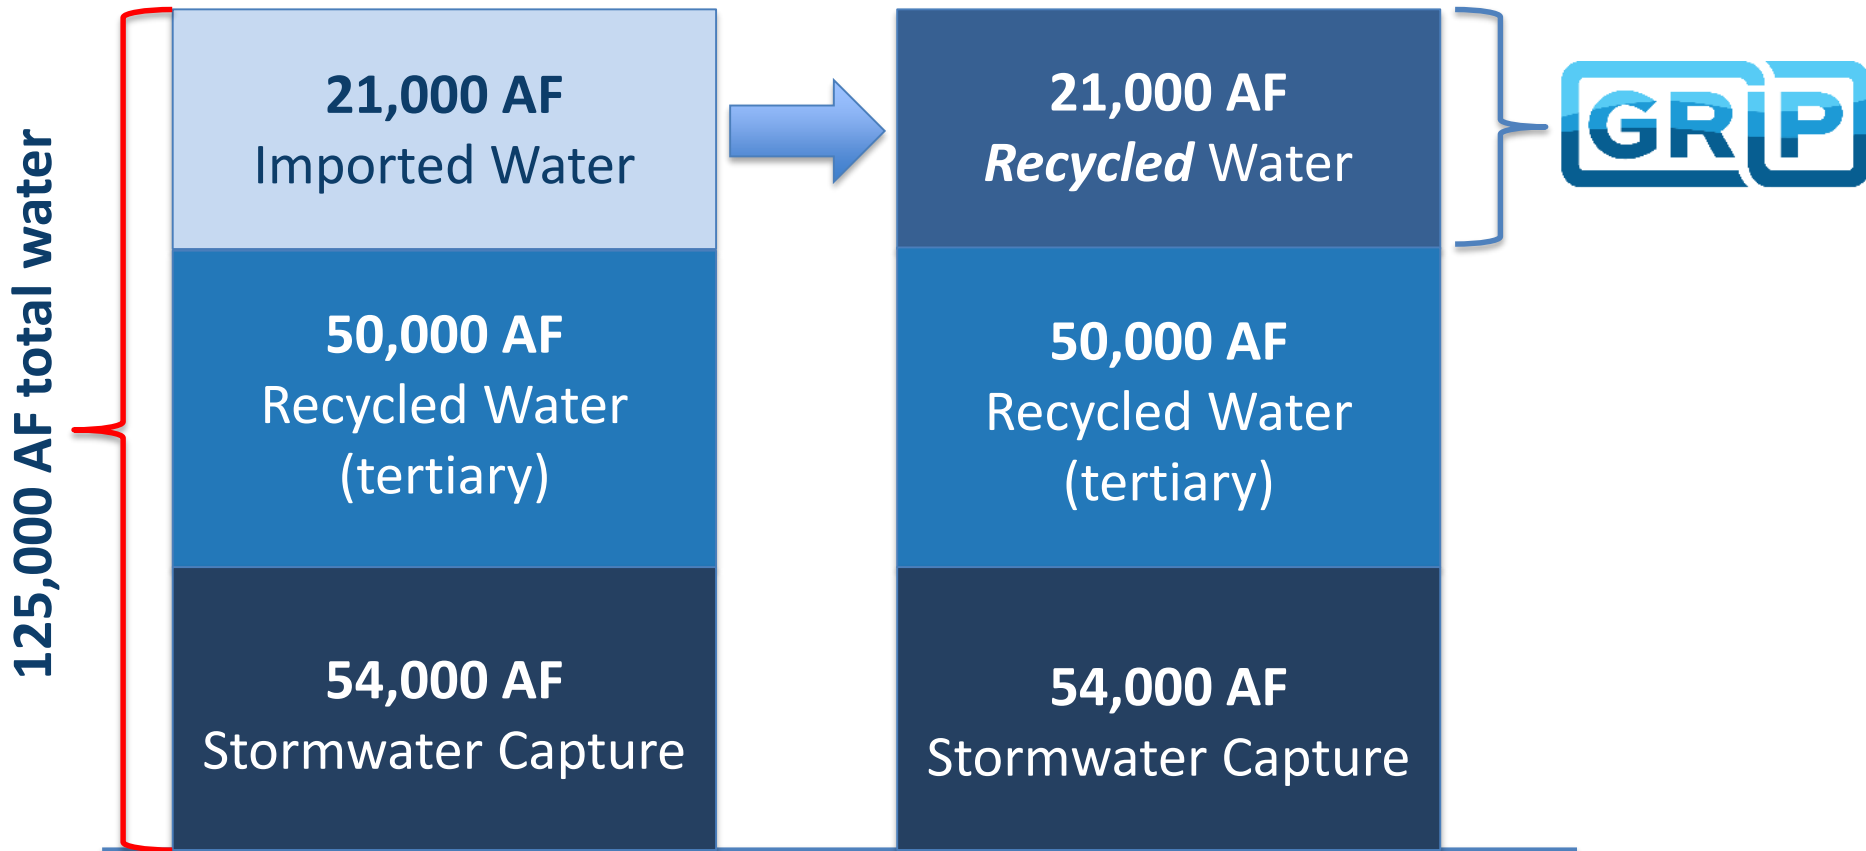 125,000 AF total water
21,000 AF
Imported Water
50,000 AF
Recycled Water
(tertiary)
54,000 AF
Stormwater Capture
21,000 AF
Recycled Water
50,000 AF
Recycled Water
(tertiary)
54,000 AF
Stormwater Capture
GRIP